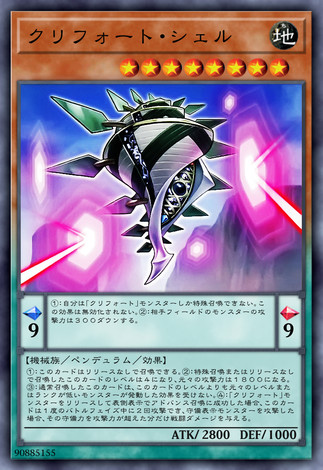 クリフォート・シェル
地
①:自分は「クリフォート」モンスターしか特殊召喚できない。こ
の効果は無効化されない。②:相手フィールドのモンスターの攻
撃力は300ダウンする。
9
9
【機械族/ペンデュラム/効果】
①:このカードはリリースなしで召喚できる。②:特殊召喚またはリリースなし
で召喚したこのカードのレベルは4になり、元々の攻撃力は1800になる。
③:通常召喚したこのカードは、このカードのレベルよりも元々のレベルまた
はランクが低いモンスターが発動した効果を受けない。④:「クリフォート」モ
ンスターをリリースして表側表示でアドバンス召喚に成功した場合、このカー
ドは1度のバトルフェイズ中に2回攻撃でき、守備表示モンスターを攻撃した
場合、その守備力を攻撃力が超えた分だけ戦闘ダメージを与える。
ATK/2800 DEF/1000
90885155